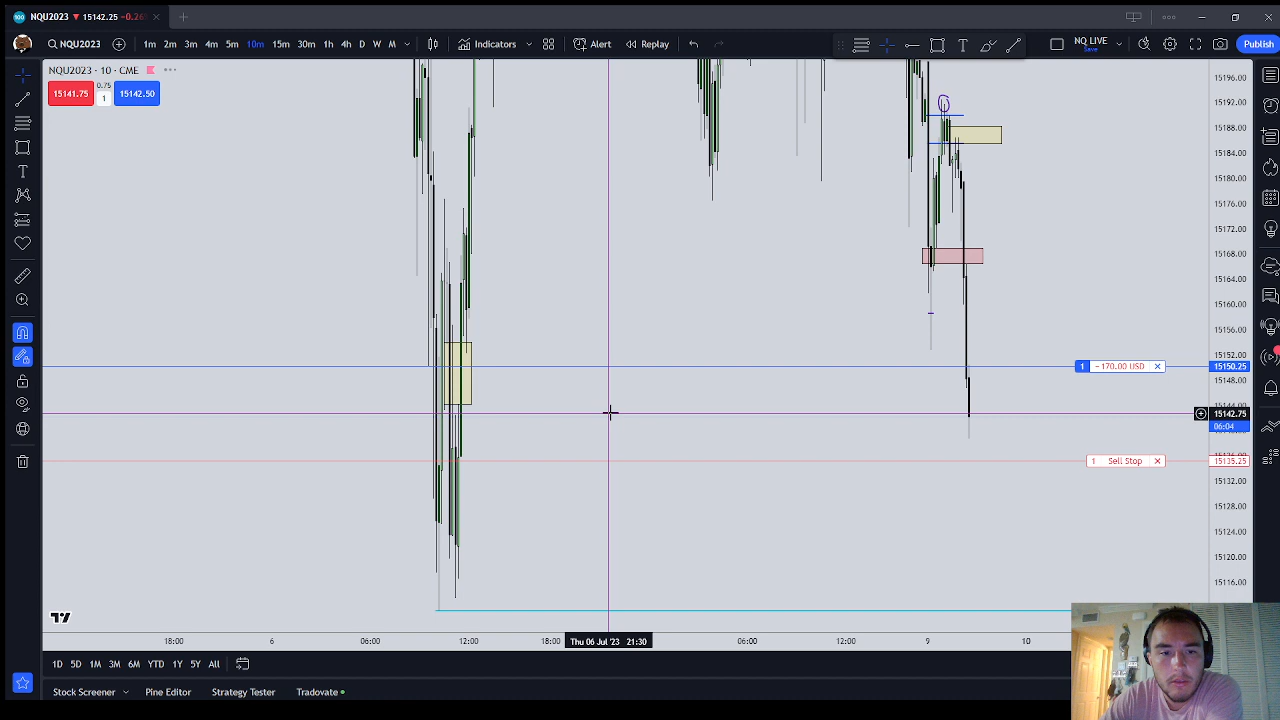 100 NQU2023 ▼ 15142.25 −0.26
NQU2023 1m 2m 3m 4m 5m 10m 15m 30m 1h 4h D W M Indicators Alert Replay NQ LIVE Save Publish
NQU2023 · 10 · CME
15141.75 0.75 1 15142.50
15196.00
15192.00
15188.00
15184.00
15180.00
15176.00
15172.00
15168.00
15164.00
15160.00
15156.00
15152.00
1 −170.00 USD 15150.25
15148.00
15144.00
15142.75
06:04
1 Sell Stop 15135.25
15132.00
15128.00
15124.00
15120.00
15116.00
18:00 6 06:00 12:00 18:00 Thu 06 Jul '23 21:30 06:00 12:00 9 10
1D 5D 1M 3M 6M YTD 1Y 5Y All
Stock Screener Pine Editor Strategy Tester Tradovate